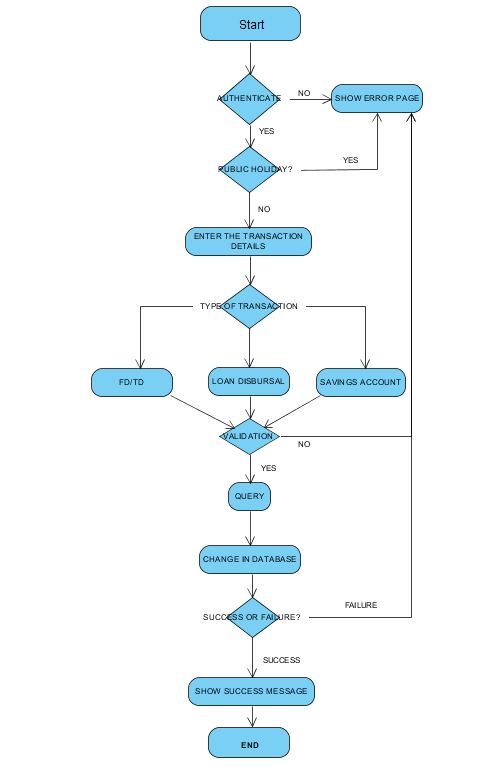 Start
AUTHENTICATE
NO
SHOW ERROR PAGE
YES
PUBLIC HOLIDAY?
YES
NO
ENTER THE TRANSACTION
DETAILS
TYPE OF TRANSACTION
FD/TD
LOAN DISBURSAL
SAVINGS ACCOUNT
VALIDATION
NO
YES
QUERY
CHANGE IN DATABASE
SUCCESS OR FAILURE?
FAILURE
SUCCESS
SHOW SUCCESS MESSAGE
END